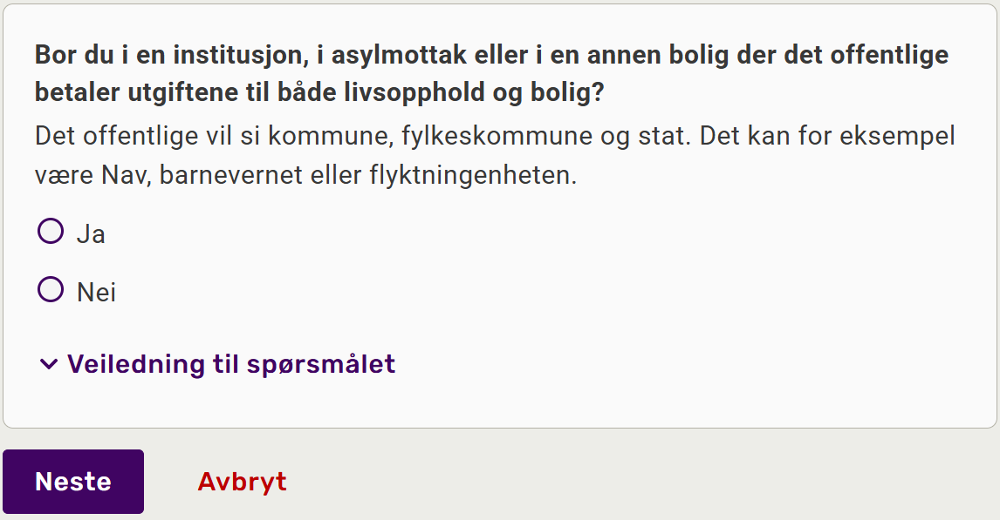 Bor du i en institusjon, i asylmottak eller i en annen bolig der det offentlige
betaler utgiftene til både livsopphold og bolig?
Det offentlige vil si kommune, fylkeskommune og stat. Det kan for eksempel
være Nav, barnevernet eller flyktningenheten.
Ja
Nei
Veiledning til spørsmålet
Neste
Avbryt